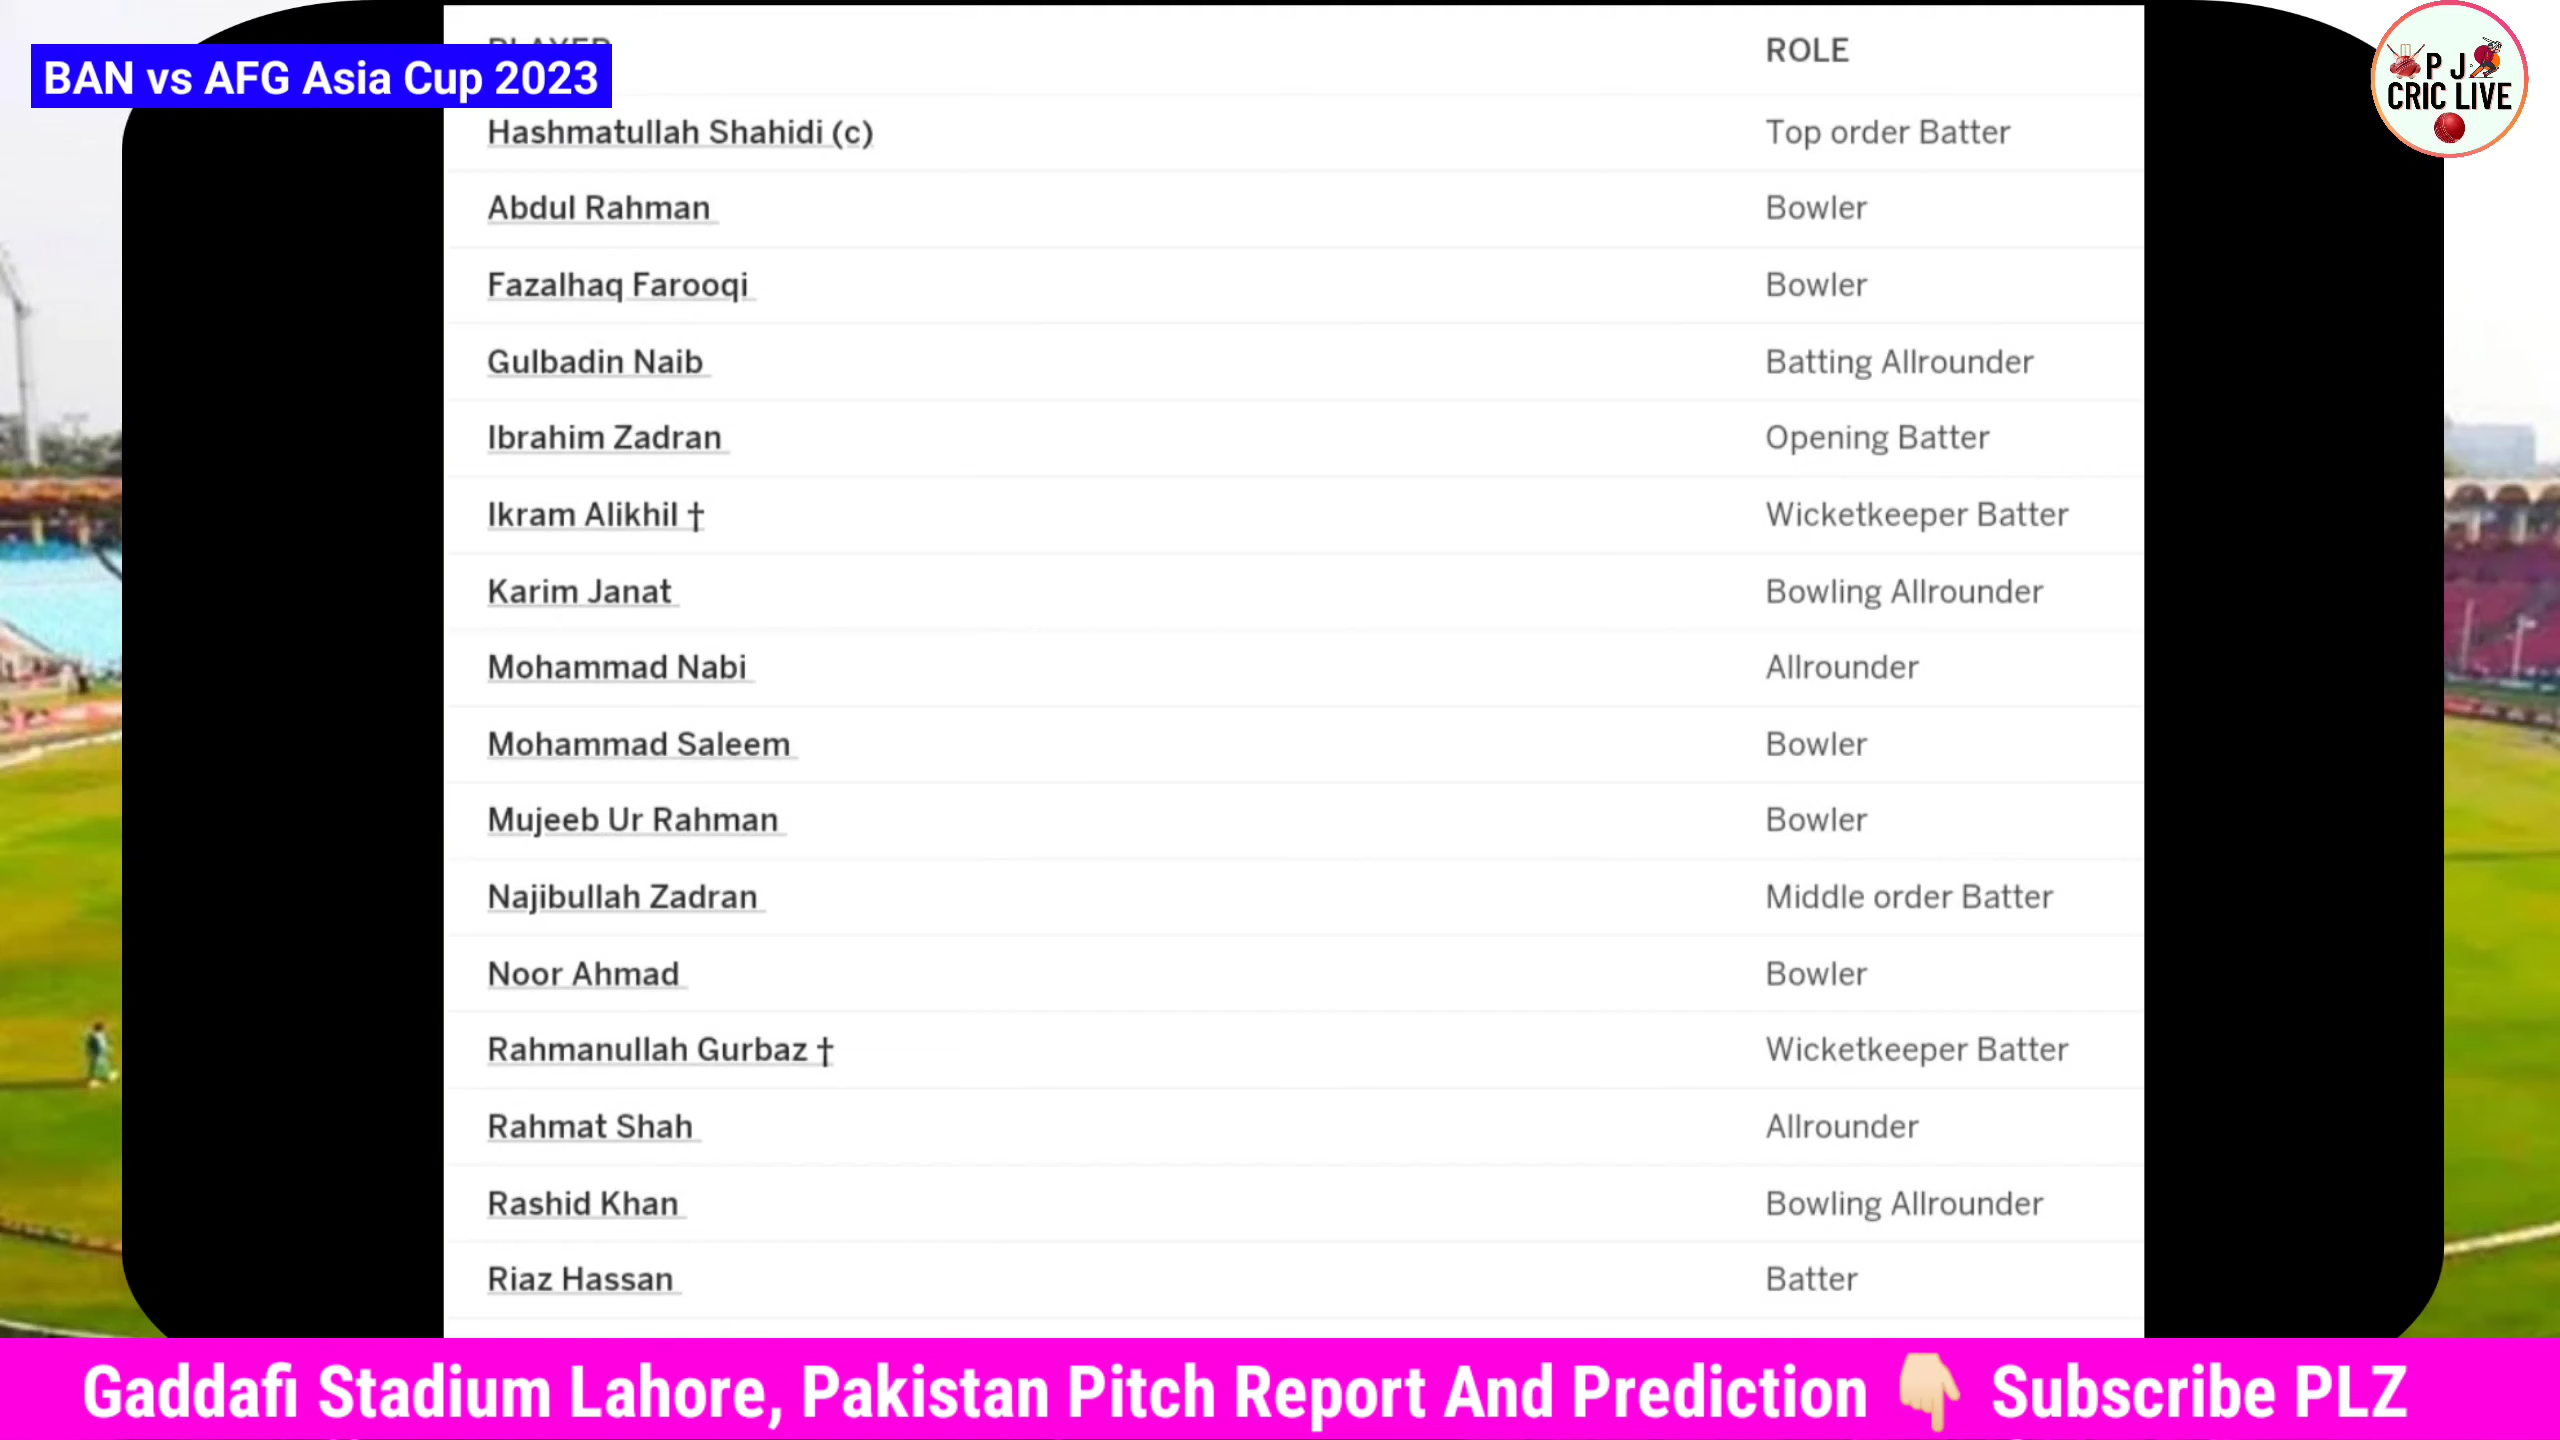 PLAYER ROLE
BAN vs AFG Asia Cup 2023
P J
CRIC LIVE
Hashmatullah Shahidi (c) Top order Batter
Abdul Rahman Bowler
Fazalhaq Farooqi Bowler
Gulbadin Naib Batting Allrounder
Ibrahim Zadran Opening Batter
Ikram Alikhil † Wicketkeeper Batter
Karim Janat Bowling Allrounder
Mohammad Nabi Allrounder
Mohammad Saleem Bowler
Mujeeb Ur Rahman Bowler
Najibullah Zadran Middle order Batter
Noor Ahmad Bowler
Rahmanullah Gurbaz † Wicketkeeper Batter
Rahmat Shah Allrounder
Rashid Khan Bowling Allrounder
Riaz Hassan Batter
Gaddafi Stadium Lahore, Pakistan Pitch Report And Prediction 👇 Subscribe PLZ